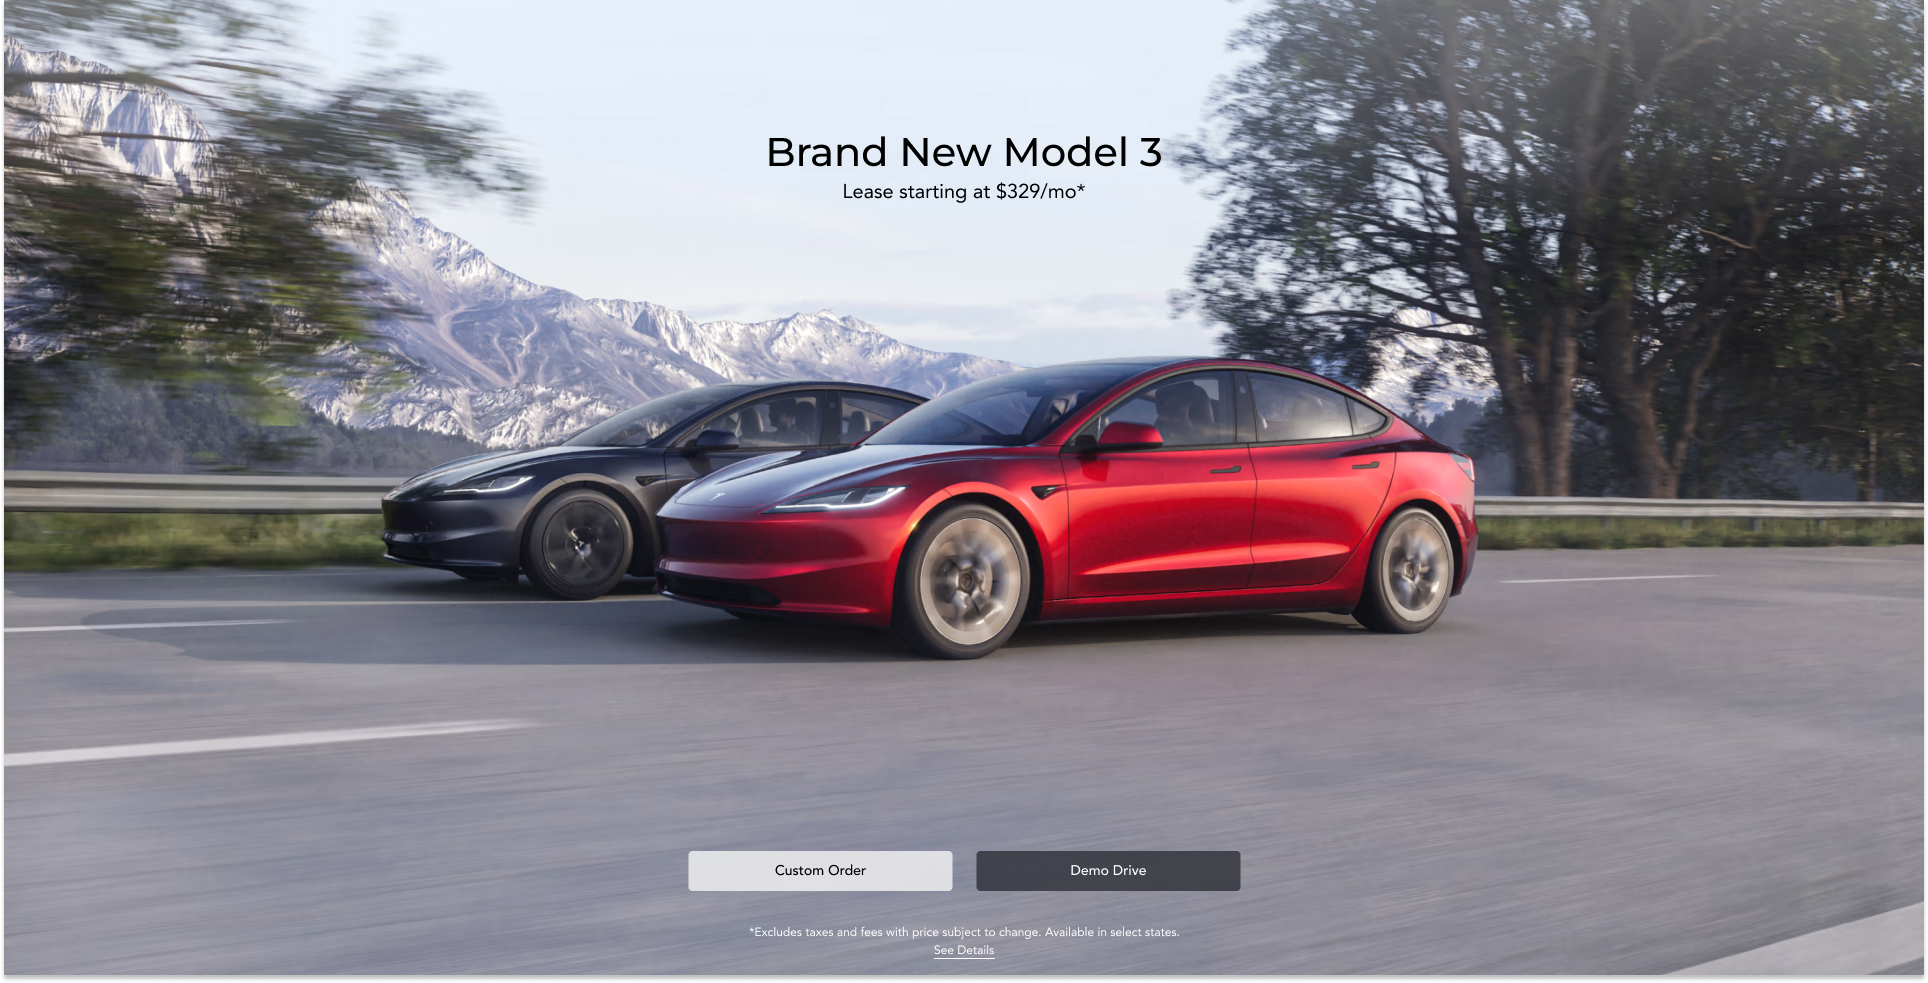 Brand New Model 3
Lease starting at $329/mo*
Custom Order
Demo Drive
*Excludes taxes and fees with price subject to change. Available in select states.
See Details